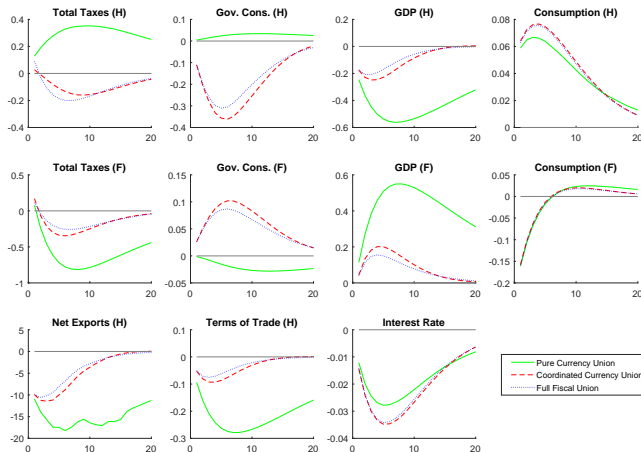 Total Taxes (H) Gov. Cons. (H) GDP (H) Consumption (H)
0.4 0.1 0 0.08
0.2 0 -0.2 0.06
0 -0.1 -0.4 0.04
-0.2 -0.2 -0.6 0.02
-0.4 -0.3 0
-0.4
0.2
0 10 20 0 10 20 0 10 20 0 10 20
Total Taxes (F) Gov. Cons. (F) GDP (F) Consumption (F)
0.5 0.15 0.6 0.05
0 0.1 0.4 0
-0.5 0.05 0.2 -0.05
-1 0 0 -0.1
-0.05 -0.15
-0.2
0 10 20 0 10 20 0 10 20 0 10 20
Net Exports (H) Terms of Trade (H) Interest Rate
5 0.1 0
0 0 -0.01
-5 -0.1 -0.02
-10 -0.2 -0.03
-15 -0.3 -0.04
-20
0 10 20 0 10 20 0 10 20
Pure Currency Union
Coordinated Currency Union
Full Fiscal Union